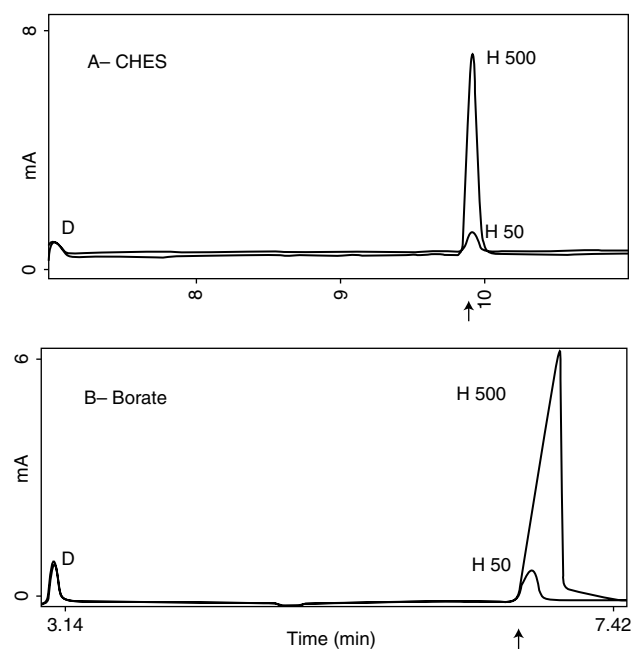 8
A– CHES
H 500
mA
D
H 50
0
8
9
10
6
B– Borate
H 500
mA
D
H 50
0
3.14
Time (min)
7.42